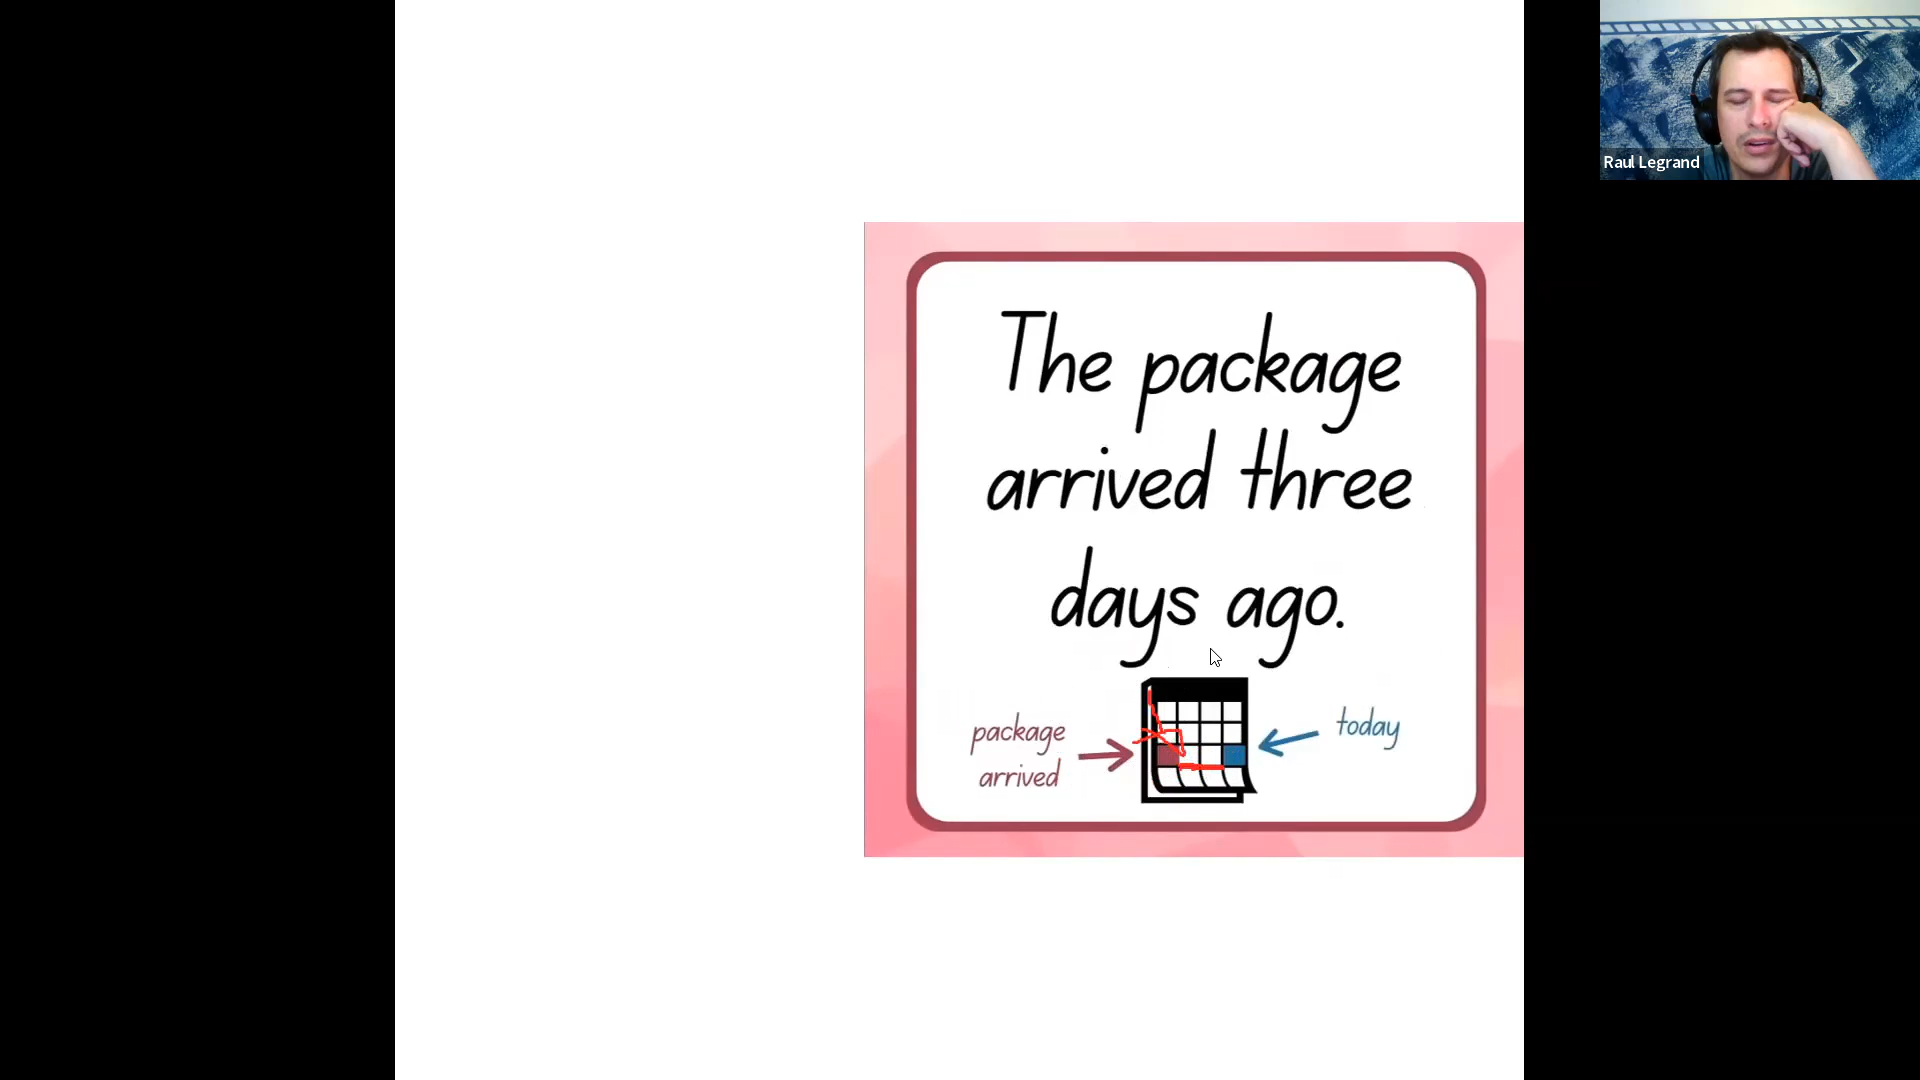 Raul Legrand
The package
arrived three
days ago.
package
arrived
today